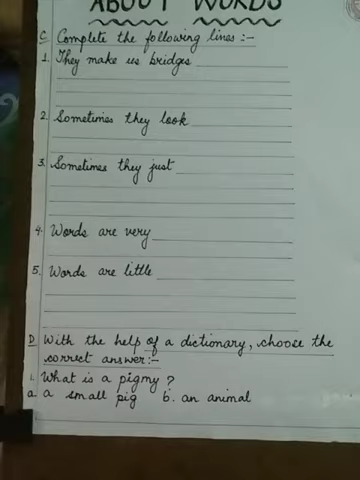 ABOUT WORDS
C. Complete the following lines :-
1. They make us bridges
2. Sometimes they look
3. Sometimes they just
4. Words are very
5. Words are little
D. With the help of a dictionary, choose the
correct answer:-
1. What is a pigmy ?
a. a small pig b. an animal